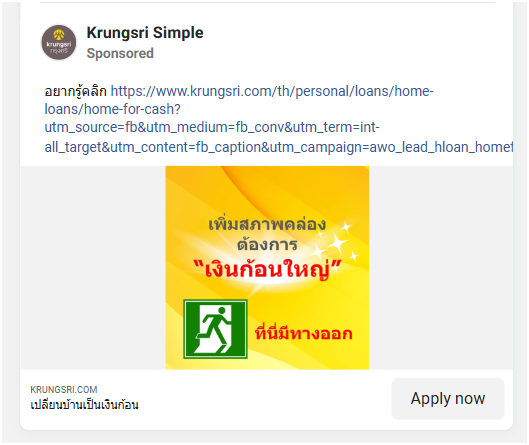 krungsri
กรุงศรี
Krungsri Simple
Sponsored
อยากรู้คลิก https://www.krungsri.com/th/personal/loans/home-
loans/home-for-cash?
utm_source=fb&utm_medium=fb_conv&utm_term=int-
all_target&utm_content=fb_caption&utm_campaign=awo_lead_hloan_homef
เพิ่มสภาพคล่อง
ต้องการ
“เงินก้อนใหญ่”
ที่นี่มีทางออก
KRUNGSRI.COM
เปลี่ยนบ้านเป็นเงินก้อน
Apply now